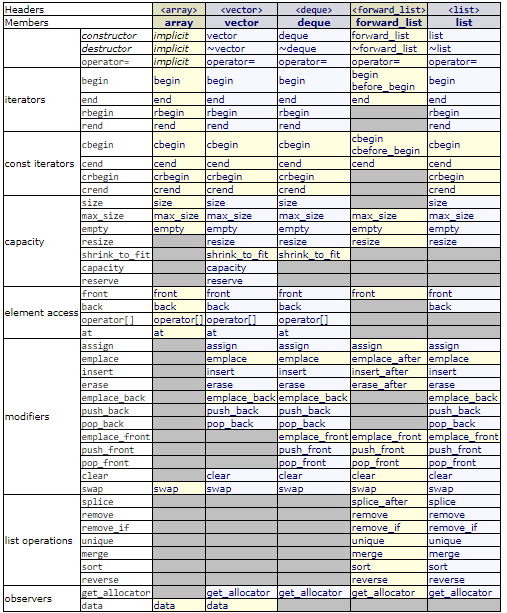 Headers <array> <vector> <deque> <forward_list> <list>
Members array vector deque forward_list list
constructor implicit vector deque forward_list list
destructor implicit ~vector ~deque ~forward_list ~list
operator= implicit operator= operator= operator= operator=
iterators
begin begin begin begin begin begin
before_begin
end end end end end end
rbegin rbegin rbegin rbegin rbegin
rend rend rend rend rend
const iterators
begin cbegin cbegin cbegin cbegin cbegin
cbefore_begin
cend cend cend cend cend cend
crbegin crbegin crbegin crbegin crbegin
crend crend crend crend crend
capacity
size size size size size
max_size max_size max_size max_size max_size max_size
empty empty empty empty empty empty
resize resize resize resize resize
shrink_to_fit shrink_to_fit shrink_to_fit
capacity capacity
reserve reserve
element access
front front front front front front
back back back back back
operator[] operator[] operator[] operator[]
at at at at
modifiers
assign assign assign assign assign
emplace emplace emplace emplace_after emplace
insert insert insert insert_after insert
erase erase erase erase_after erase
emplace_back emplace_back emplace_back emplace_back
push_back push_back push_back push_back
pop_back pop_back pop_back pop_back
emplace_front emplace_front emplace_front emplace_front
push_front push_front push_front push_front
pop_front pop_front pop_front pop_front
clear clear clear clear clear
swap swap swap swap swap swap
list operations
splice splice_after splice
remove remove remove
remove_if remove_if remove_if
unique unique unique
merge merge merge
sort sort sort
reverse reverse reverse
observers
get_allocator get_allocator get_allocator get_allocator get_allocator
data data data